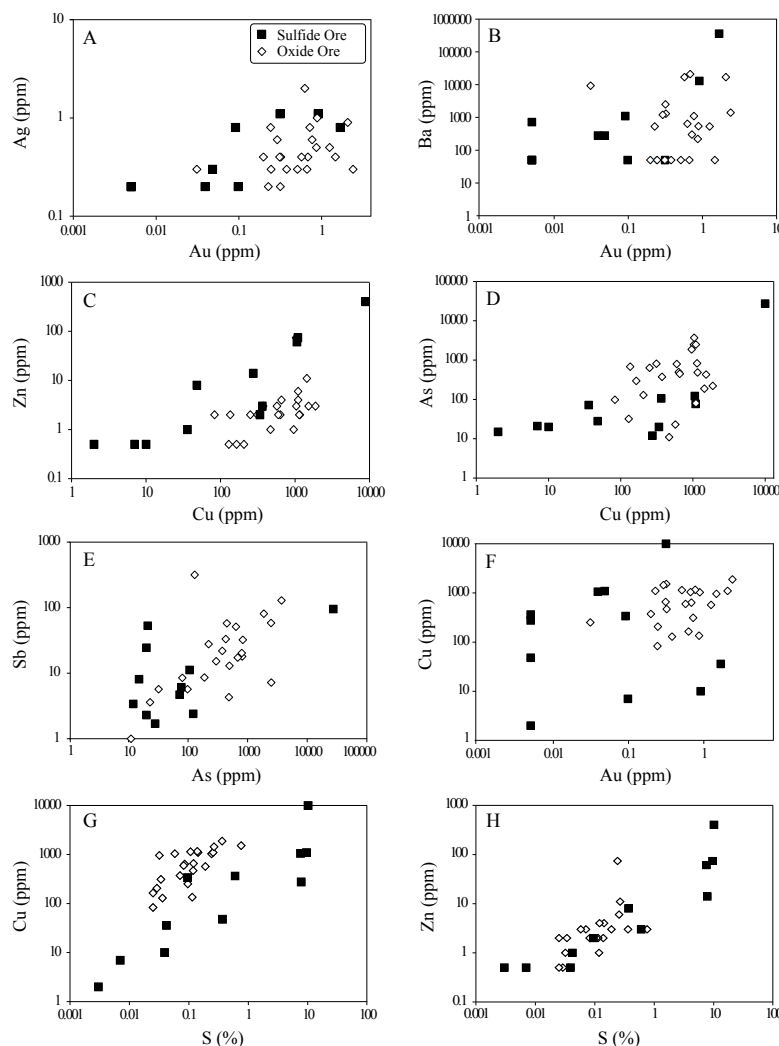 A
■ Sulfide Ore
◇ Oxide Ore
Ag (ppm)
10
1
0.1
0.001 0.01 0.1 1 10
Au (ppm)
B
Ba (ppm)
1000000
100000
10000
1000
100
10
1
0.001 0.01 0.1 1 10
Au (ppm)
C
Zn (ppm)
1000
100
10
1
0.1
1 10 100 1000 10000
Cu (ppm)
D
As (ppm)
100000
10000
1000
100
10
1
1 10 100 1000 10000
Cu (ppm)
E
Sb (ppm)
1000
100
10
1
1 10 100 1000 10000 100000
As (ppm)
F
Cu (ppm)
10000
1000
100
10
1
0.001 0.01 0.1 1
Au (ppm)
G
Cu (ppm)
10000
1000
100
10
1
0.001 0.01 0.1 1 10 100
S (%)
H
Zn (ppm)
1000
100
10
1
0.1
0.001 0.01 0.1 1 10 100
S (%)